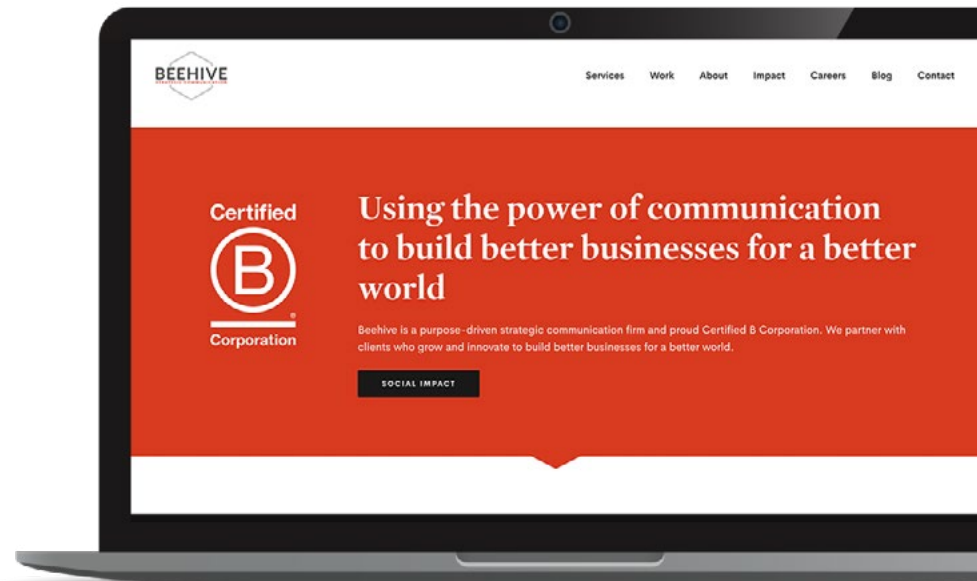 BEEHIVE
STRATEGIC COMMUNICATION
Services Work About Impact Careers Blog Contact
Certified
B
®
Corporation
Using the power of communication
to build better businesses for a better
world
Beehive is a purpose-driven strategic communication firm and proud Certified B Corporation. We partner with
clients who grow and innovate to build better businesses for a better world.
SOCIAL IMPACT